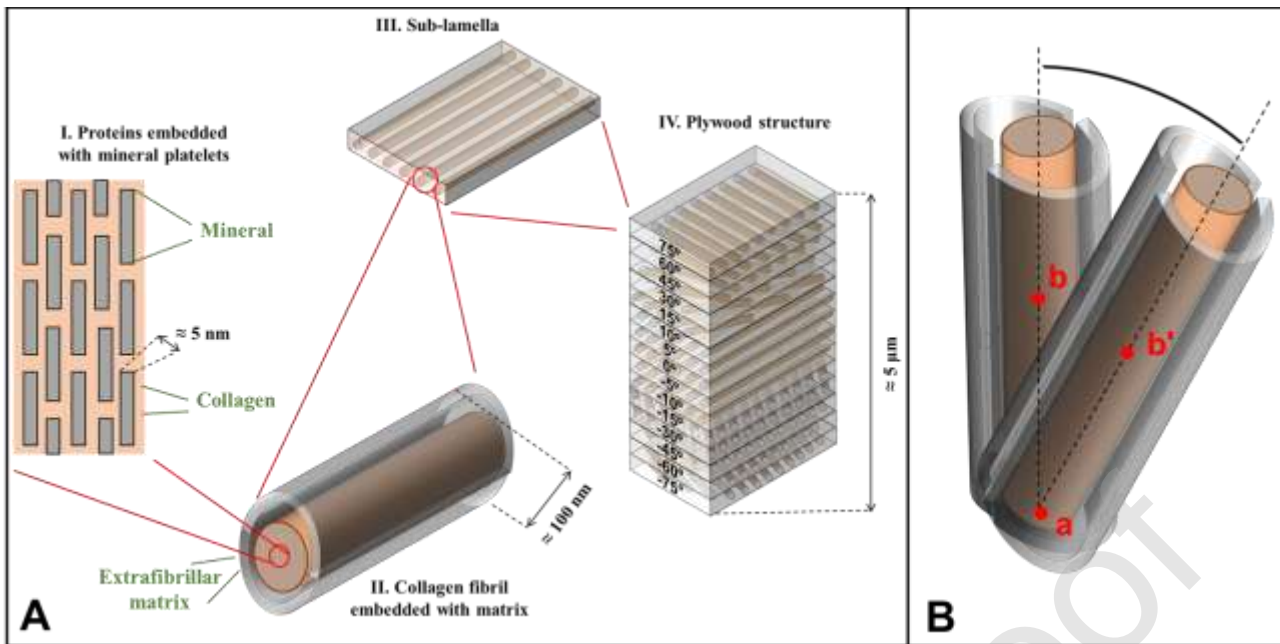 III. Sub-lamella
I. Proteins embedded
with mineral platelets
IV. Plywood structure
Mineral
≈ 5 nm
Collagen
75°
60°
45°
30°
15°
10°
5°
0°
-5°
-10°
-15°
-30°
-45°
-60°
-75°
≈ 5 μm
≈ 100 nm
Extrafibrillar
matrix
II. Collagen fibril
embedded with matrix
A
b
b'
a
B
oof